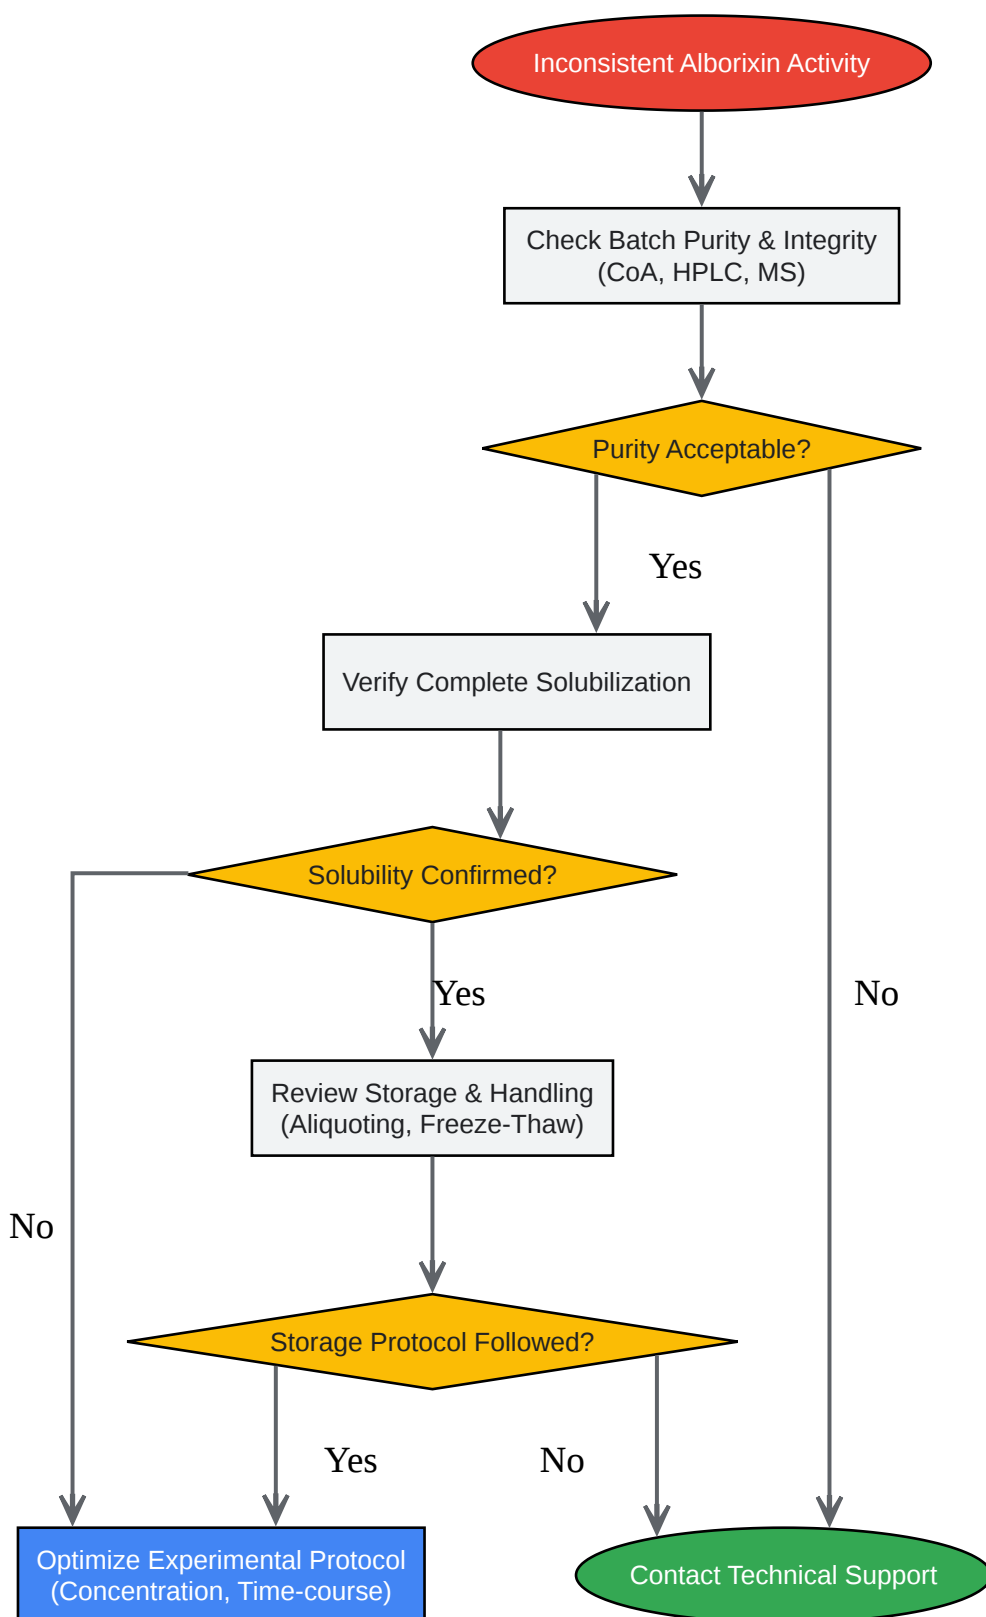 Inconsistent Alborixin Activity
Check Batch Purity & Integrity
(CoA, HPLC, MS)
Purity Acceptable?
Yes
Verify Complete Solubilization
Solubility Confirmed?
Yes
No
Review Storage & Handling
(Aliquoting, Freeze-Thaw)
No
Storage Protocol Followed?
Yes
No
Optimize Experimental Protocol
(Concentration, Time-course)
Contact Technical Support